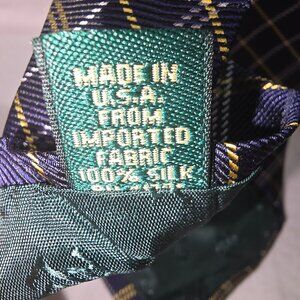 MADE IN
U.S.A.
FROM
IMPORTED
FABRIC
100% SILK